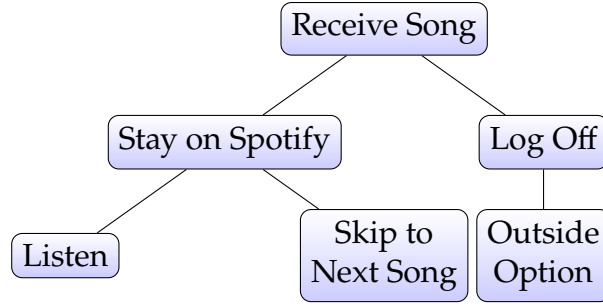 Receive Song
Stay on Spotify
Log Off
Listen
Skip to
Next Song
Outside
Option